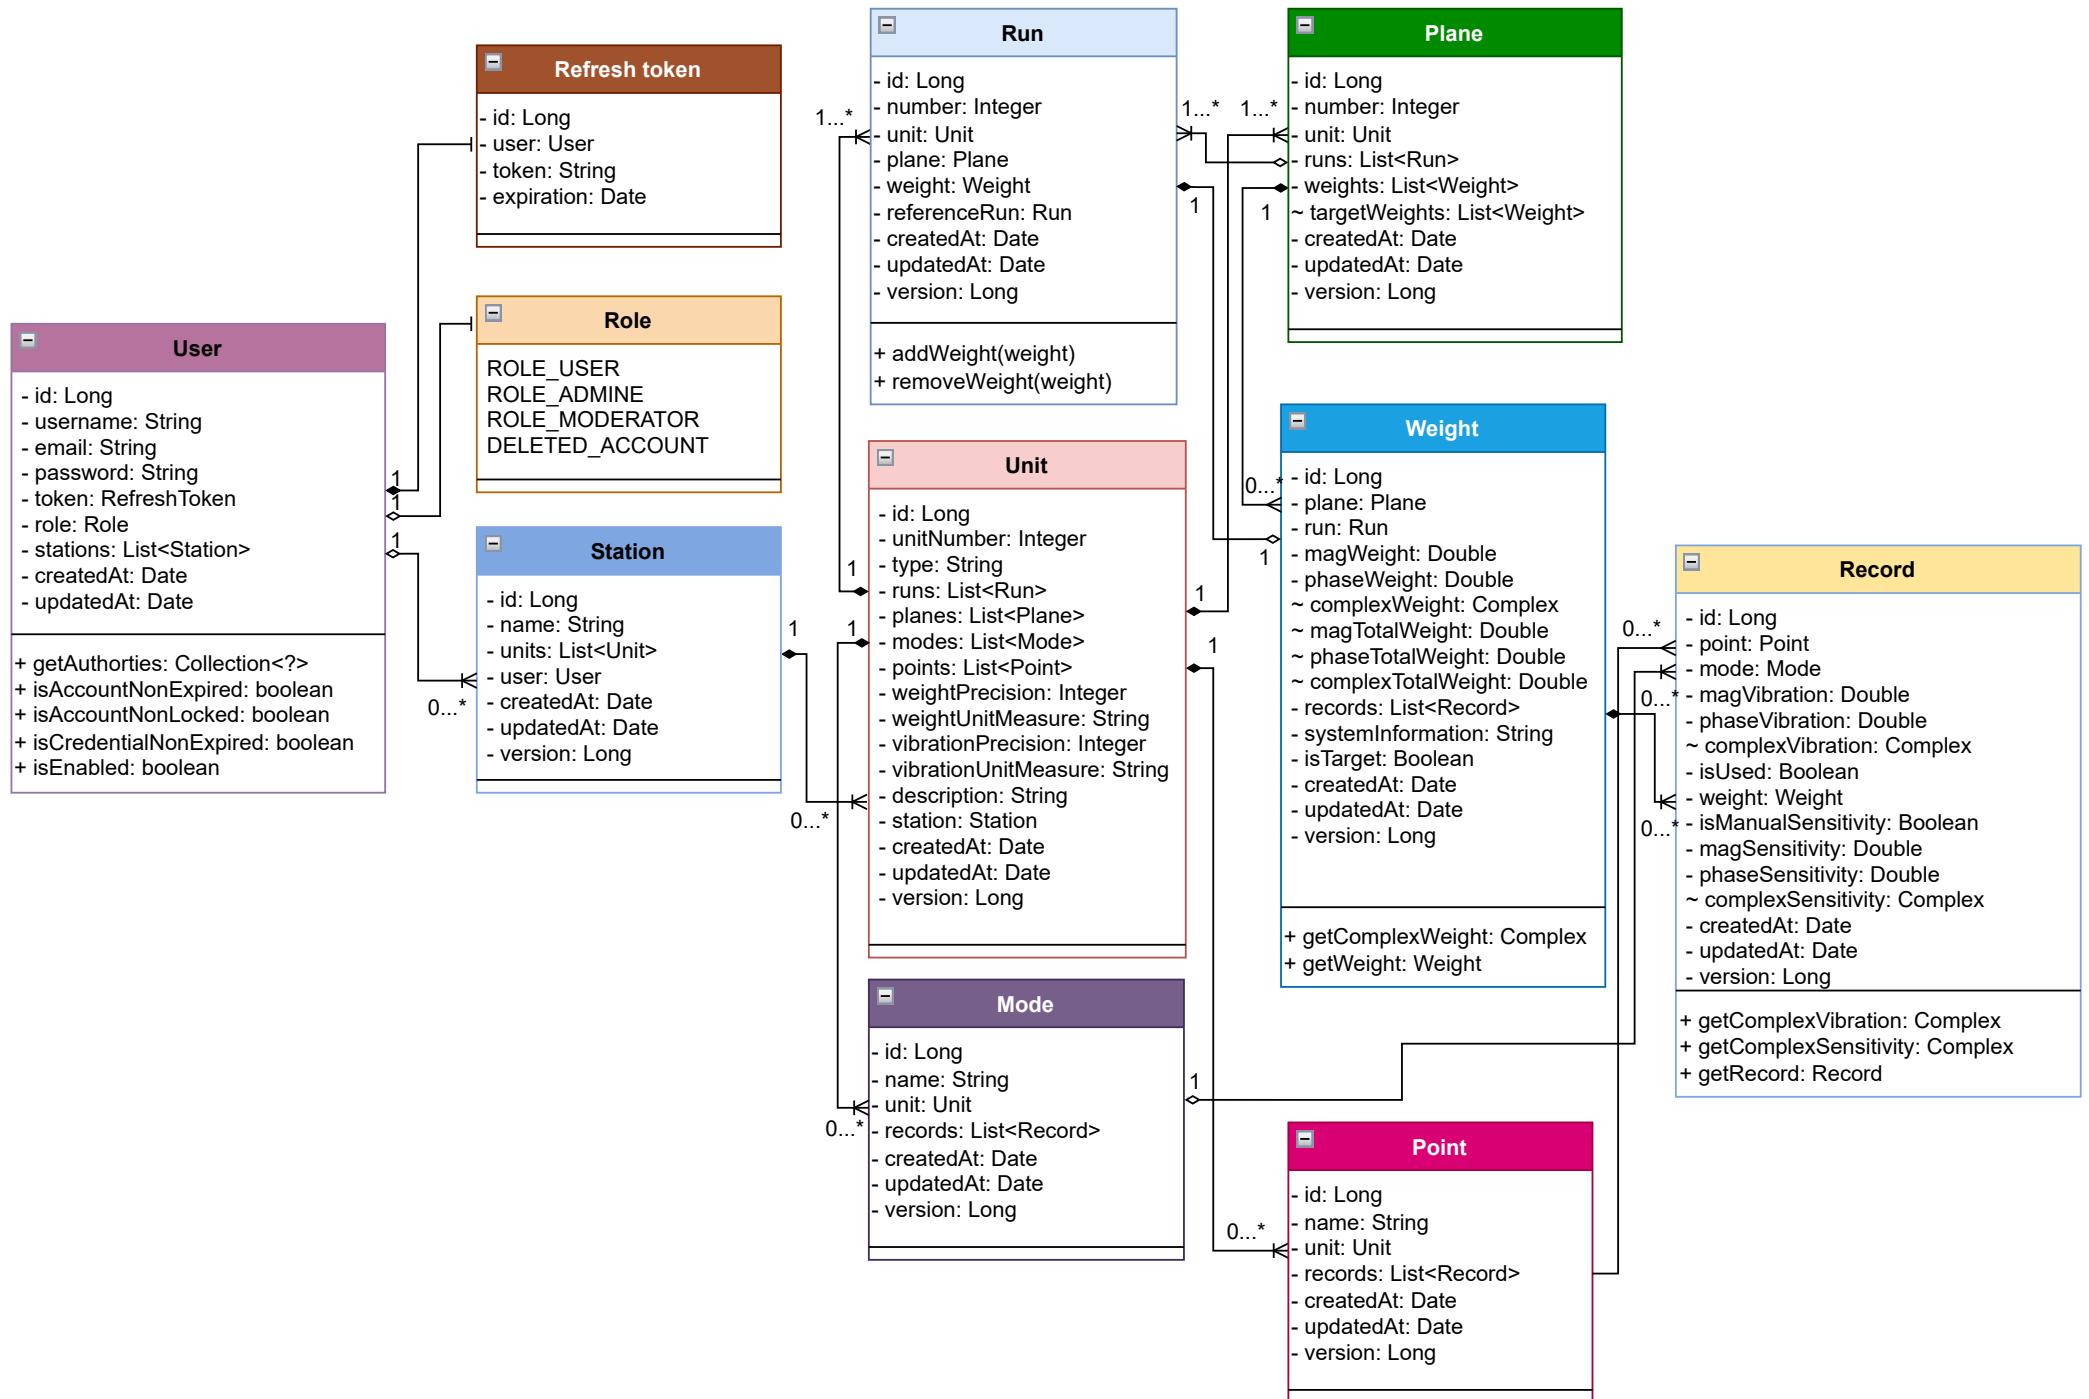 Refresh token
- id: Long
- user: User
- token: String
- expiration: Date
Role
ROLE_USER
ROLE_ADMINE
ROLE_MODERATOR
DELETED_ACCOUNT
User
- id: Long
- username: String
- email: String
- password: String
- token: RefreshToken
- role: Role
- stations: List<Station>
- createdAt: Date
- updatedAt: Date
+ getAuthorties: Collection<?>
+ isAccountNonExpired: boolean
+ isAccountNonLocked: boolean
+ isCredentialNonExpired: boolean
+ isEnabled: boolean
1
1
1
0...*
Station
- id: Long
- name: String
- units: List<Unit>
- user: User
- createdAt: Date
- updatedAt: Date
- version: Long
1
0...*
Run
- id: Long
- number: Integer
- unit: Unit
- plane: Plane
- weight: Weight
- referenceRun: Run
- createdAt: Date
- updatedAt: Date
- version: Long
+ addWeight(weight)
+ removeWeight(weight)
1...*
1...*
1...*
1
1
Plane
- id: Long
- number: Integer
- unit: Unit
- runs: List<Run>
- weights: List<Weight>
~ targetWeights: List<Weight>
- createdAt: Date
- updatedAt: Date
- version: Long
Unit
- id: Long
- unitNumber: Integer
- type: String
- runs: List<Run>
- planes: List<Plane>
- modes: List<Mode>
- points: List<Point>
- weightPrecision: Integer
- weightUnitMeasure: String
- vibrationPrecision: Integer
- vibrationUnitMeasure: String
- description: String
- station: Station
- createdAt: Date
- updatedAt: Date
- version: Long
1
1
1
1
0...*
1
Weight
- id: Long
- plane: Plane
- run: Run
- magWeight: Double
- phaseWeight: Double
~ complexWeight: Complex
~ magTotalWeight: Double
~ phaseTotalWeight: Double
~ complexTotalWeight: Double
- records: List<Record>
- systemInformation: String
- isTarget: Boolean
- createdAt: Date
- updatedAt: Date
- version: Long
+ getComplexWeight: Complex
+ getWeight: Weight
0...*
0...*
0...*
Record
- id: Long
- point: Point
- mode: Mode
- magVibration: Double
- phaseVibration: Double
~ complexVibration: Complex
- isUsed: Boolean
- weight: Weight
- isManualSensitivity: Boolean
- magSensitivity: Double
- phaseSensitivity: Double
~ complexSensitivity: Complex
- createdAt: Date
- updatedAt: Date
- version: Long
+ getComplexVibration: Complex
+ getComplexSensitivity: Complex
+ getRecord: Record
Mode
- id: Long
- name: String
- unit: Unit
- records: List<Record>
- createdAt: Date
- updatedAt: Date
- version: Long
0...*
1
0...*
Point
- id: Long
- name: String
- unit: Unit
- records: List<Record>
- createdAt: Date
- updatedAt: Date
- version: Long